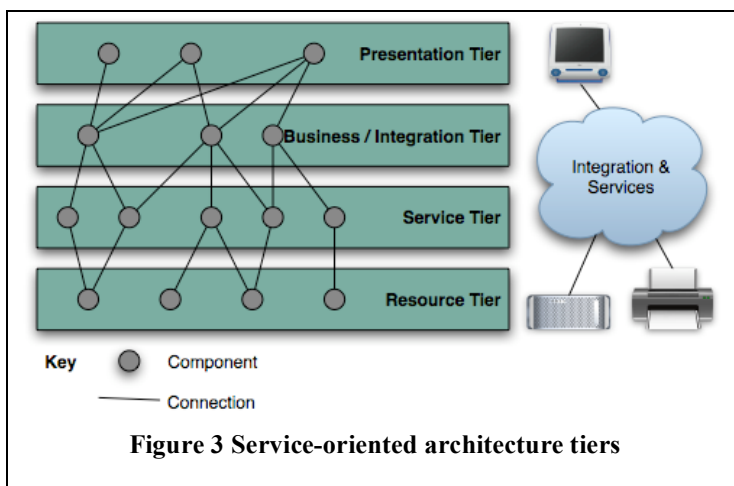 Presentation Tier
Business / Integration Tier
Integration &
Services
Service Tier
Resource Tier
Key
Component
Connection
Figure 3 Service-oriented architecture tiers